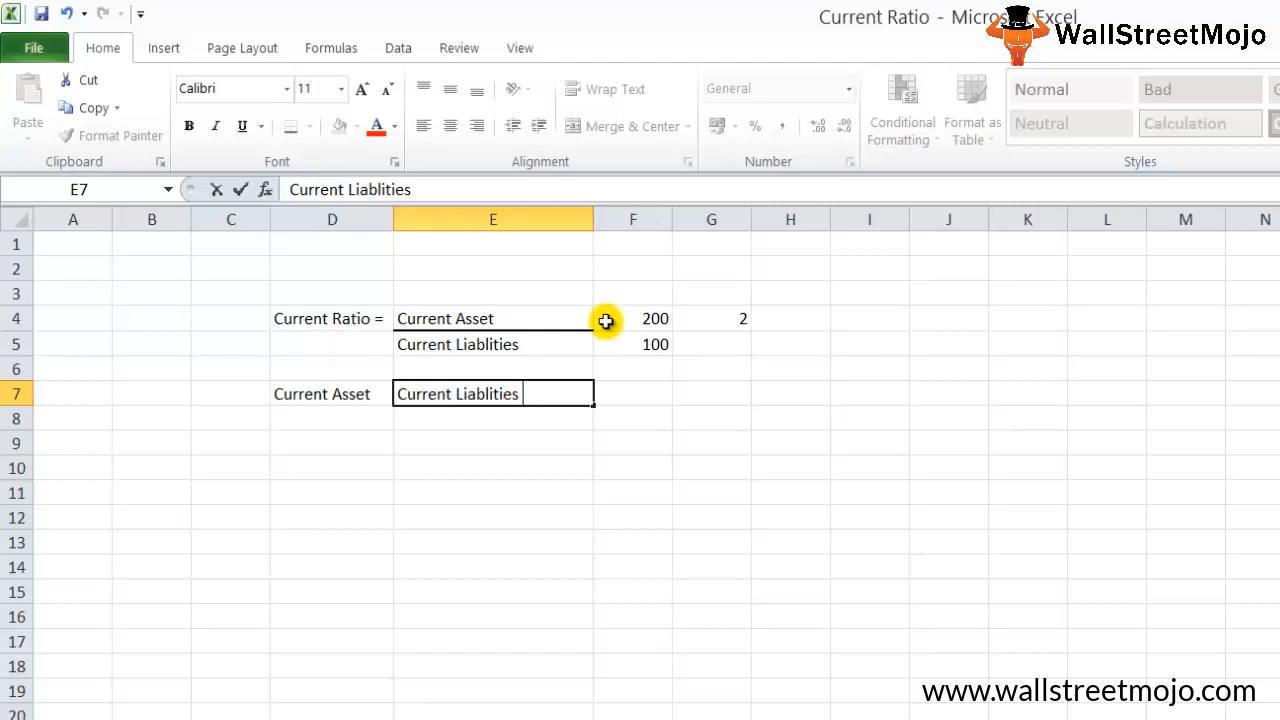 Current Ratio - Microsoft Excel
WallStreetMojo
File Home Insert Page Layout Formulas Data Review View
Cut
Calibri 11
Wrap Text
General
Normal Bad
Paste
Copy
Format Painter
B I U A
Merge & Center
% ,
Conditional Formatting
Format as Table
Neutral Calculation
Clipboard Font Alignment Number Styles
E7 fx Current Liablities
A B C D E F G H I J K L M N
1
2
3
4 Current Ratio = Current Asset 200 2
5 Current Liablities 100
6
7 Current Asset Current Liablities
8
9
10
11
12
13
14
15
16
17
18
19
20
www.wallstreetmojo.com